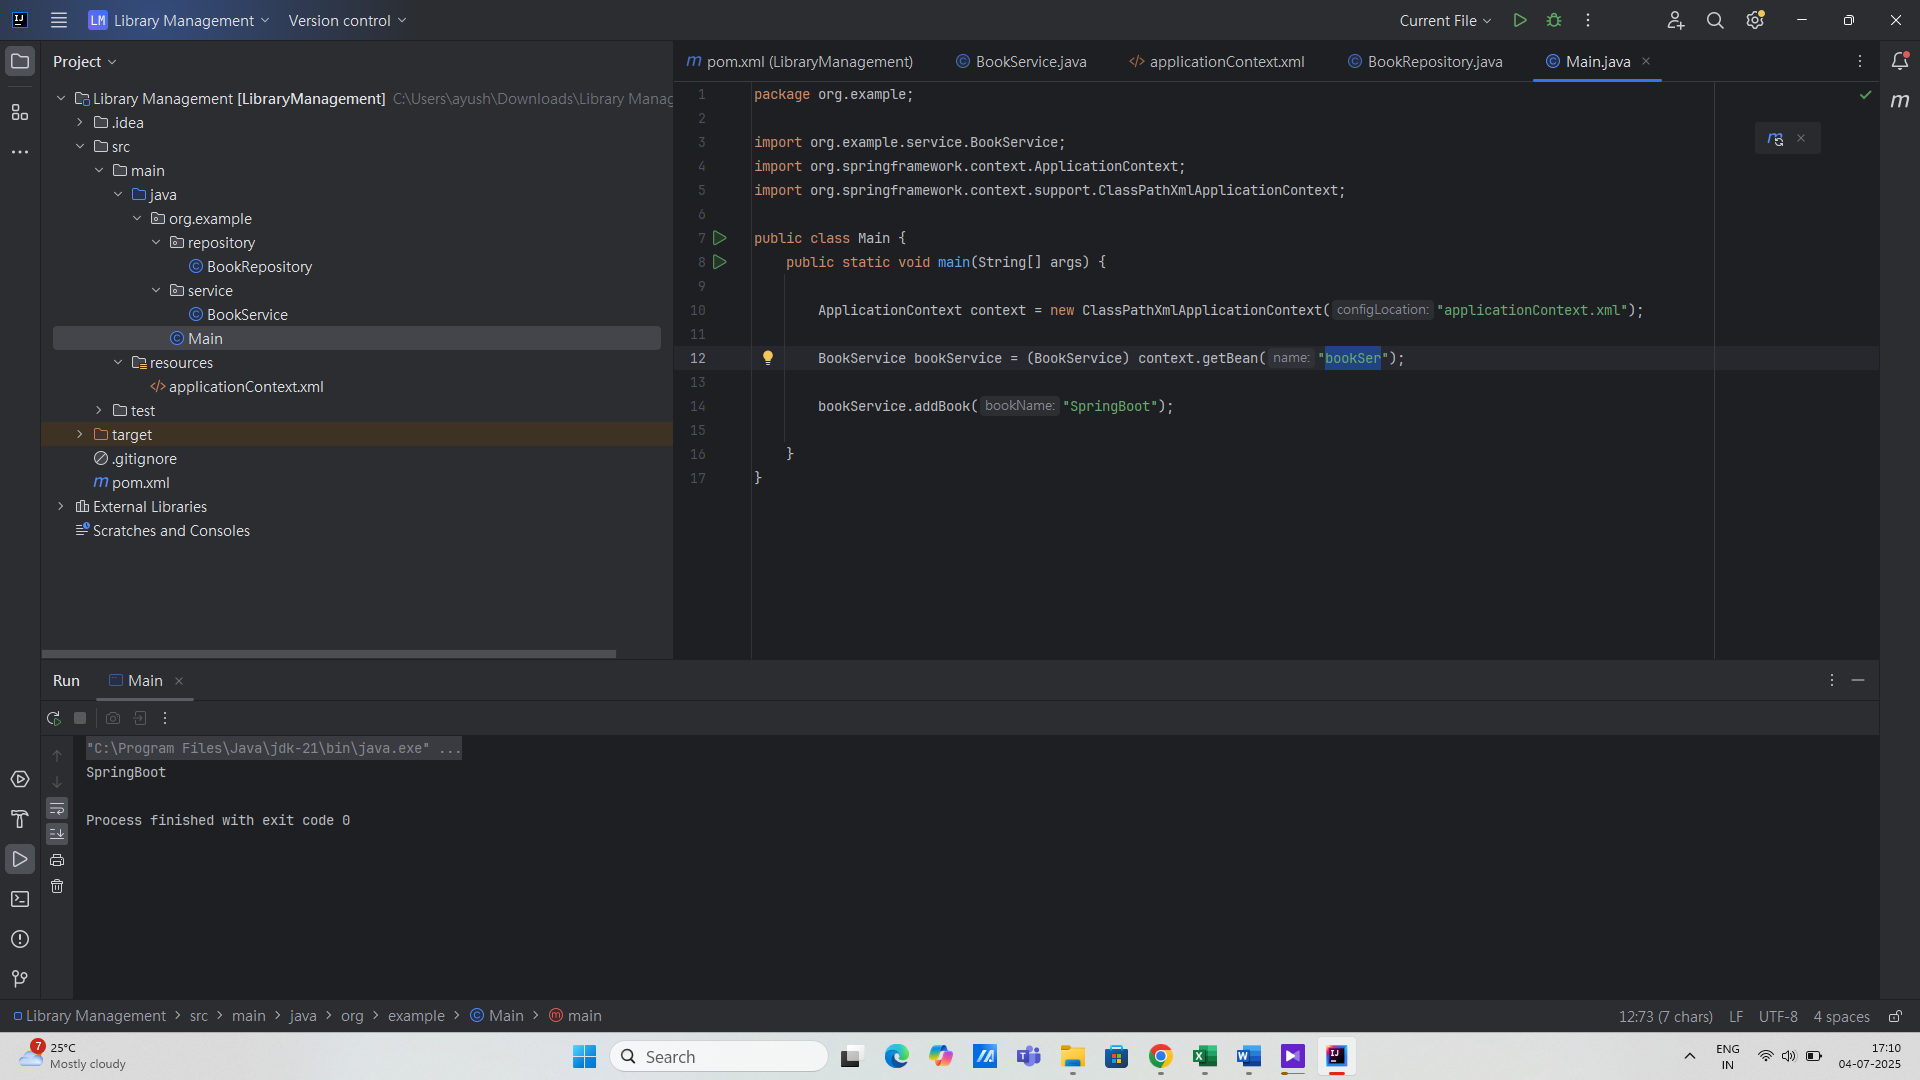 LM Library Management Version control Current File
Project
pom.xml (LibraryManagement) BookService.java applicationContext.xml BookRepository.java Main.java
Library Management [LibraryManagement] C:\Users\ayush\Downloads\Library Manag
.idea
src
main
java
org.example
repository
BookRepository
service
BookService
Main
resources
applicationContext.xml
test
target
.gitignore
pom.xml
External Libraries
Scratches and Consoles
1 package org.example;
2
3 import org.example.service.BookService;
4 import org.springframework.context.ApplicationContext;
5 import org.springframework.context.support.ClassPathXmlApplicationContext;
6
7 public class Main {
8 public static void main(String[] args) {
9
10 ApplicationContext context = new ClassPathXmlApplicationContext( configLocation: "applicationContext.xml");
11
12 BookService bookService = (BookService) context.getBean( name: "bookSer");
13
14 bookService.addBook( bookName: "SpringBoot");
15
16 }
17 }
Run Main
"C:\Program Files\Java\jdk-21\bin\java.exe" ...
SpringBoot
Process finished with exit code 0
Library Management > src > main > java > org > example > Main > main 12:73 (7 chars) LF UTF-8 4 spaces
7 25°C
Mostly cloudy
Search
ENG
IN
17:10
04-07-2025